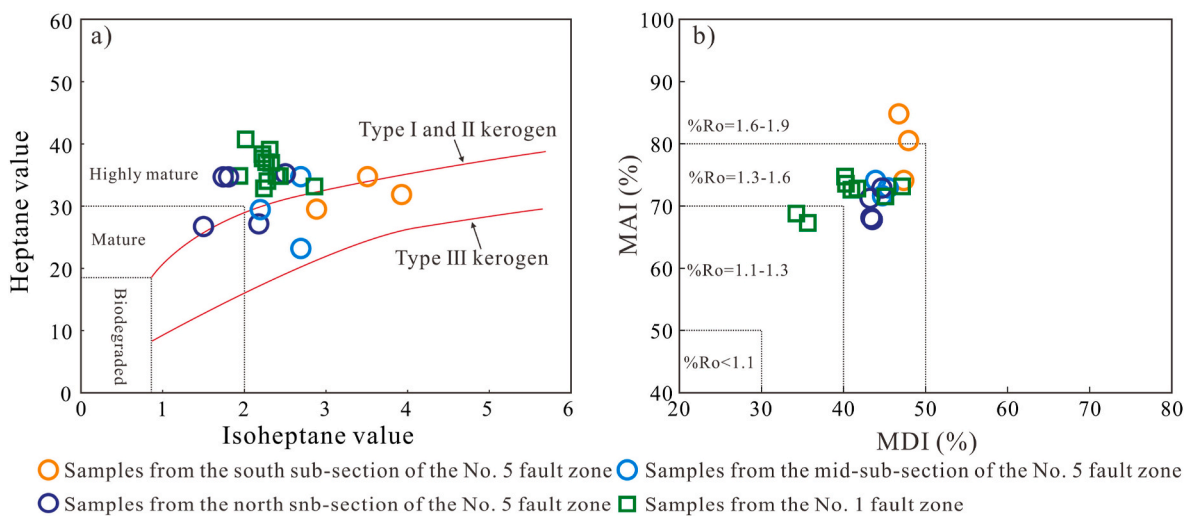 a)
Heptane value
60
50
40
30
20
10
0
Type I and II kerogen
Highly mature
Mature
Type III kerogen
Biodegraded
0 1 2 3 4 5 6
Isoheptane value
b)
MAI (%)
100
90
80
70
60
50
40
%Ro=1.6-1.9
%Ro=1.3-1.6
%Ro=1.1-1.3
%Ro<1.1
20 30 40 50 60 70 80
MDI (%)
Samples from the south sub-section of the No. 5 fault zone
Samples from the mid-sub-section of the No. 5 fault zone
Samples from the north snb-section of the No. 5 fault zone
Samples from the No. 1 fault zone